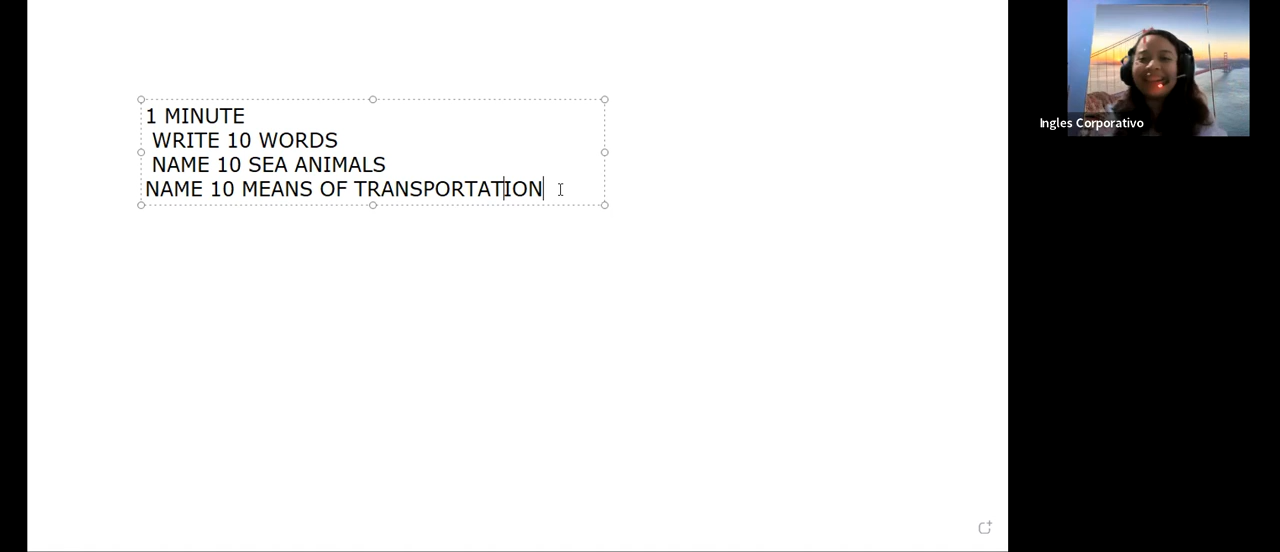 1 MINUTE
WRITE 10 WORDS
NAME 10 SEA ANIMALS
NAME 10 MEANS OF TRANSPORTATION
Ingles Corporativo